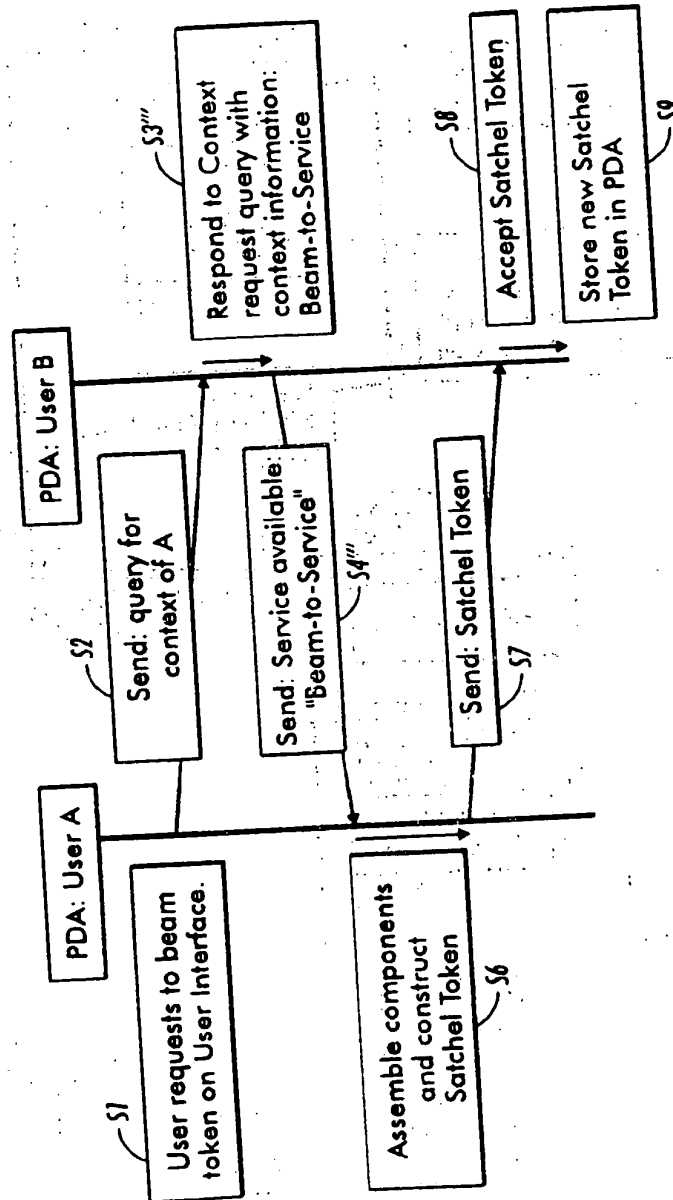 PDA: User A
PDA: User B
S1
User requests to beam
token on User Interface.
S2
Send: query for
context of A
S3'''
Respond to Context
request query with
context information:
Beam-to-Service
Send: Service available:
"Beam-to-Service"
S4'''
Assemble components
and construct
Satchel Token
S6
Send: Satchel Token
S7
S8
Accept Satchel Token
Store new Satchel
Token in PDA
S9